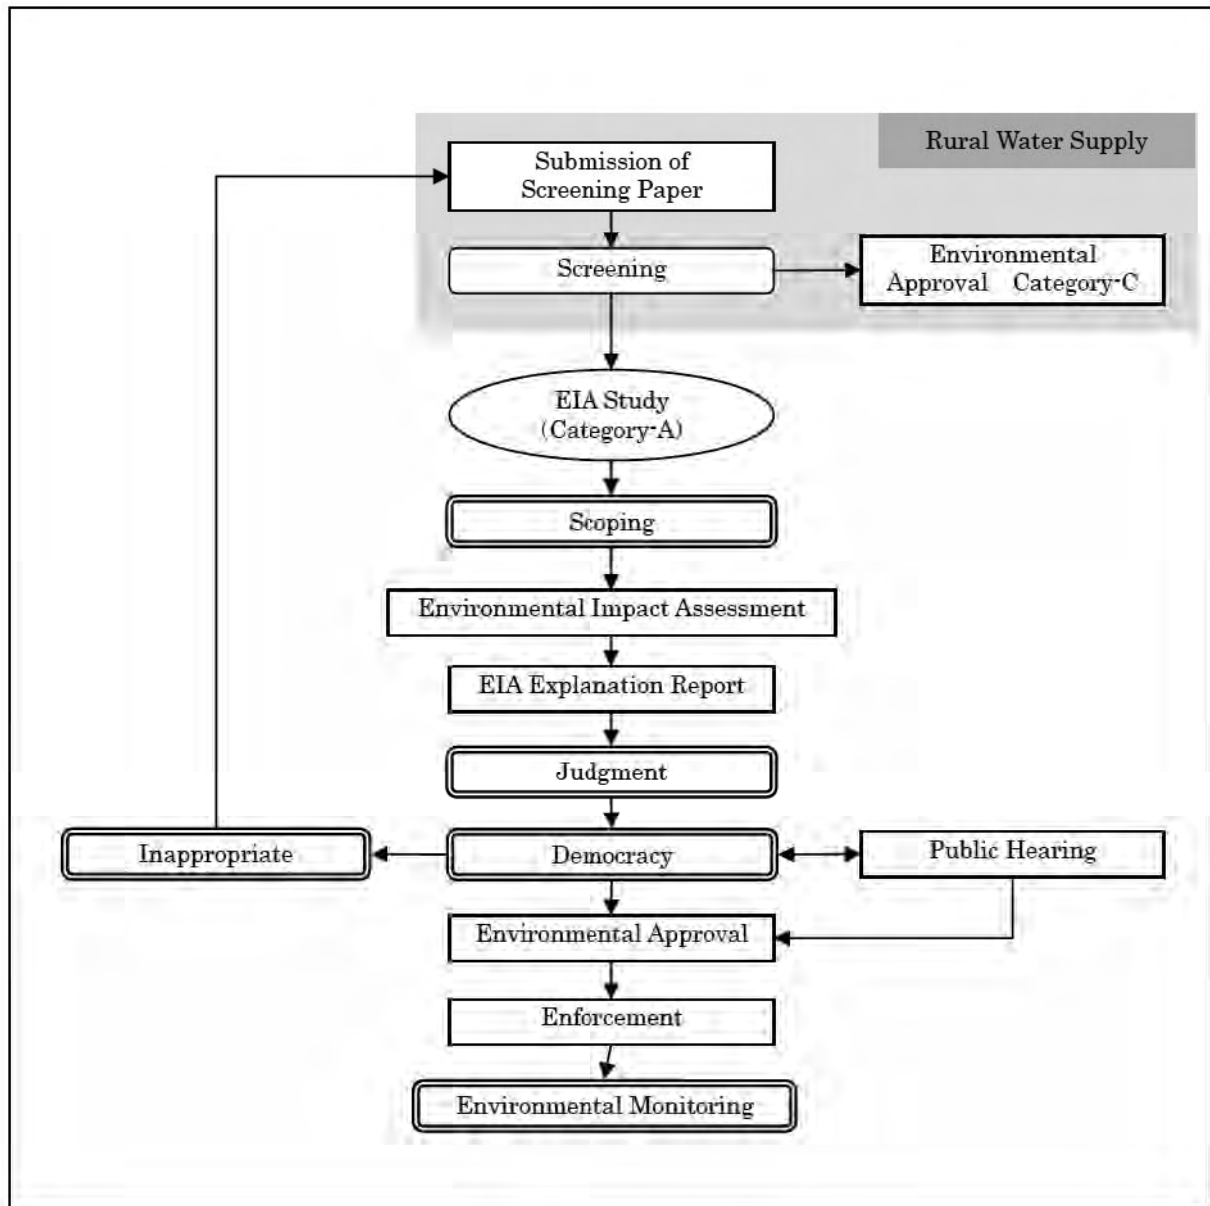 Rural Water Supply
Submission of
Screening Paper
Screening
Environmental
Approval Category-C
EIA Study
(Category-A)
Scoping
Environmental Impact Assessment
EIA Explanation Report
Judgment
Inappropriate
Democracy
Public Hearing
Environmental Approval
Enforcement
Environmental Monitoring